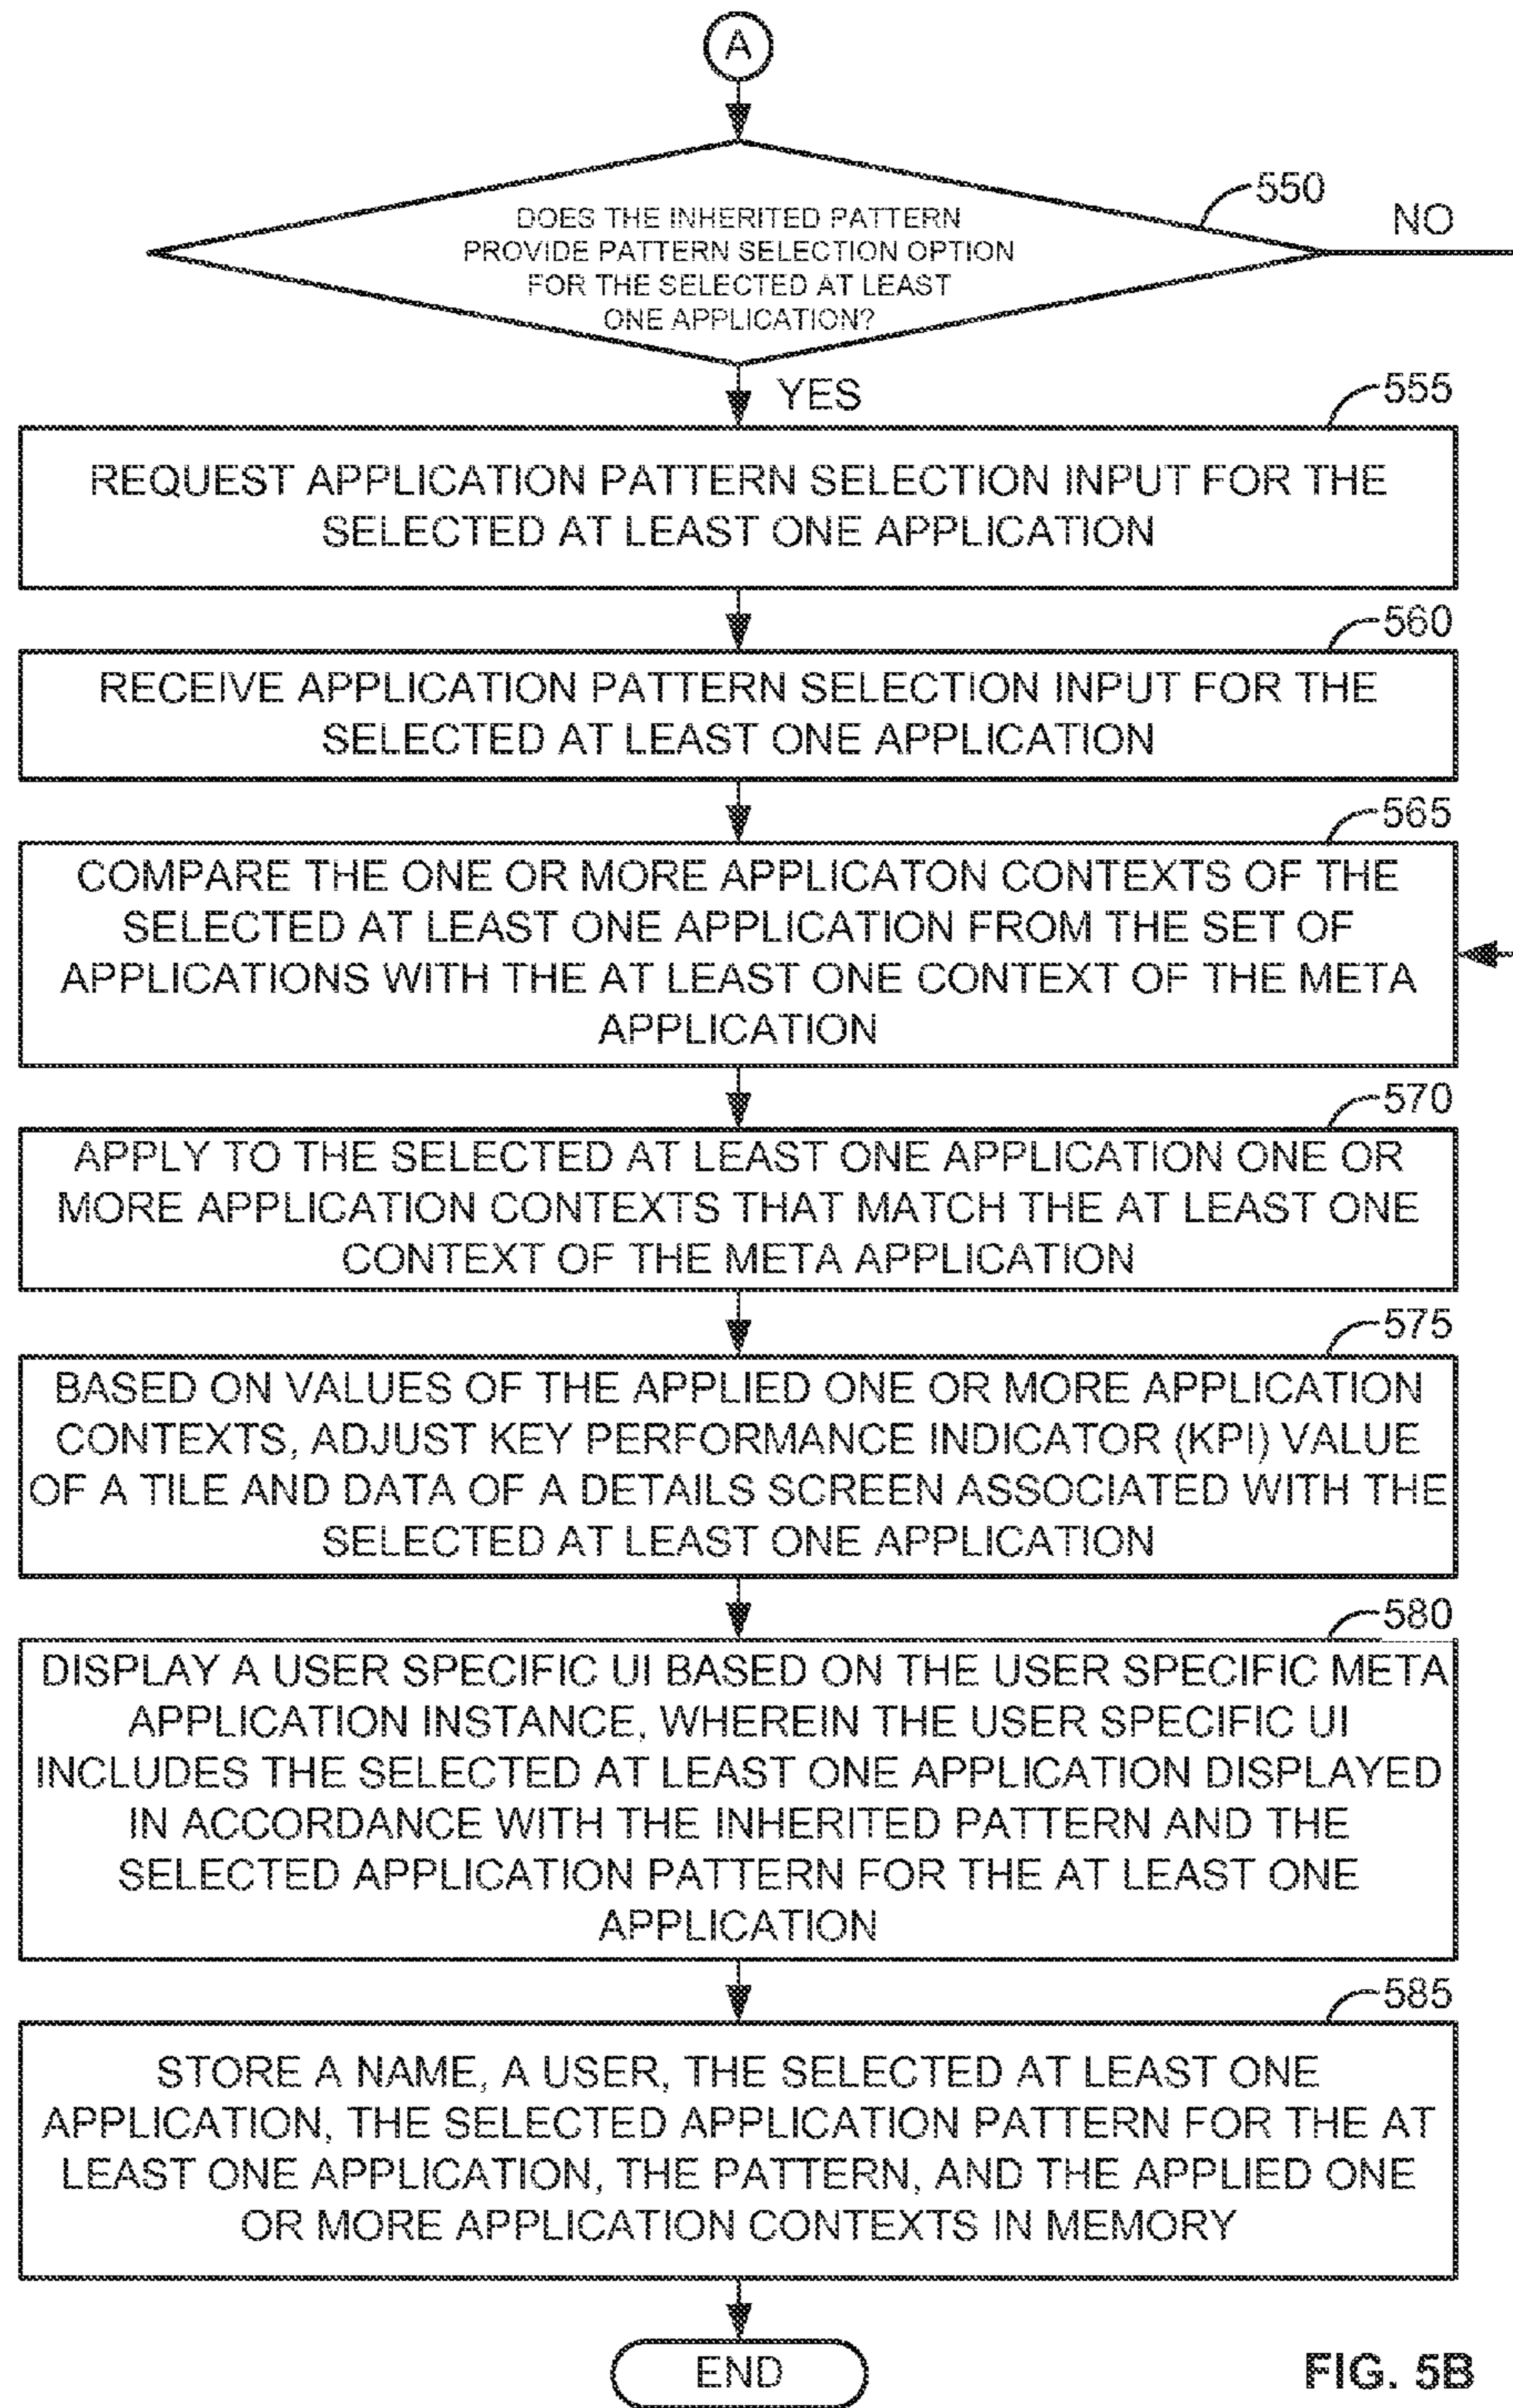 A
550
DOES THE INHERITED PATTERN
PROVIDE PATTERN SELECTION OPTION
FOR THE SELECTED AT LEAST
ONE APPLICATION?
NO
YES
555
REQUEST APPLICATION PATTERN SELECTION INPUT FOR THE
SELECTED AT LEAST ONE APPLICATION
560
RECEIVE APPLICATION PATTERN SELECTION INPUT FOR THE
SELECTED AT LEAST ONE APPLICATION
565
COMPARE THE ONE OR MORE APPLICATON CONTEXTS OF THE
SELECTED AT LEAST ONE APPLICATION FROM THE SET OF
APPLICATIONS WITH THE AT LEAST ONE CONTEXT OF THE META
APPLICATION
570
APPLY TO THE SELECTED AT LEAST ONE APPLICATION ONE OR
MORE APPLICATION CONTEXTS THAT MATCH THE AT LEAST ONE
CONTEXT OF THE META APPLICATION
575
BASED ON VALUES OF THE APPLIED ONE OR MORE APPLICATION
CONTEXTS, ADJUST KEY PERFORMANCE INDICATOR (KPI) VALUE
OF A TILE AND DATA OF A DETAILS SCREEN ASSOCIATED WITH THE
SELECTED AT LEAST ONE APPLICATION
580
DISPLAY A USER SPECIFIC UI BASED ON THE USER SPECIFIC META
APPLICATION INSTANCE, WHEREIN THE USER SPECIFIC UI
INCLUDES THE SELECTED AT LEAST ONE APPLICATION DISPLAYED
IN ACCORDANCE WITH THE INHERITED PATTERN AND THE
SELECTED APPLICATION PATTERN FOR THE AT LEAST ONE
APPLICATION
585
STORE A NAME, A USER, THE SELECTED AT LEAST ONE
APPLICATION, THE SELECTED APPLICATION PATTERN FOR THE AT
LEAST ONE APPLICATION, THE PATTERN, AND THE APPLIED ONE
OR MORE APPLICATION CONTEXTS IN MEMORY
END
FIG. 5B